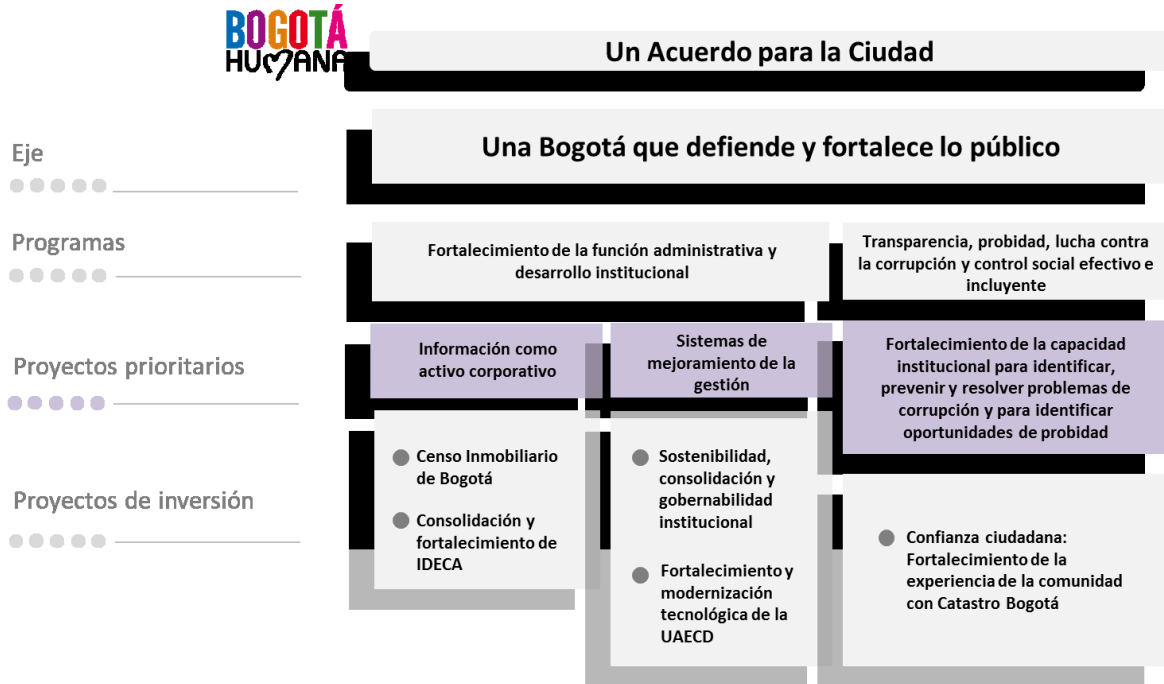 BOGOTÁ
HUMANA
Un Acuerdo para la Ciudad
Eje
Una Bogotá que defiende y fortalece lo público
Programas
Fortalecimiento de la función administrativa y
desarrollo institucional
Transparencia, probidad, lucha contra
la corrupción y control social efectivo e
incluyente
Proyectos prioritarios
Información como
activo corporativo
Sistemas de
mejoramiento de la
gestión
Fortalecimiento de la capacidad
institucional para identificar,
prevenir y resolver problemas de
corrupción y para identificar
oportunidades de probidad
Proyectos de inversión
Censo Inmobiliario
de Bogotá
Consolidación y
fortalecimiento de
IDECA
Sostenibilidad,
consolidación y
gobernabilidad
institucional
Fortalecimiento y
modernización
tecnológica de la
UAECD
Confianza ciudadana:
Fortalecimiento de la
experiencia de la comunidad
con Catastro Bogotá